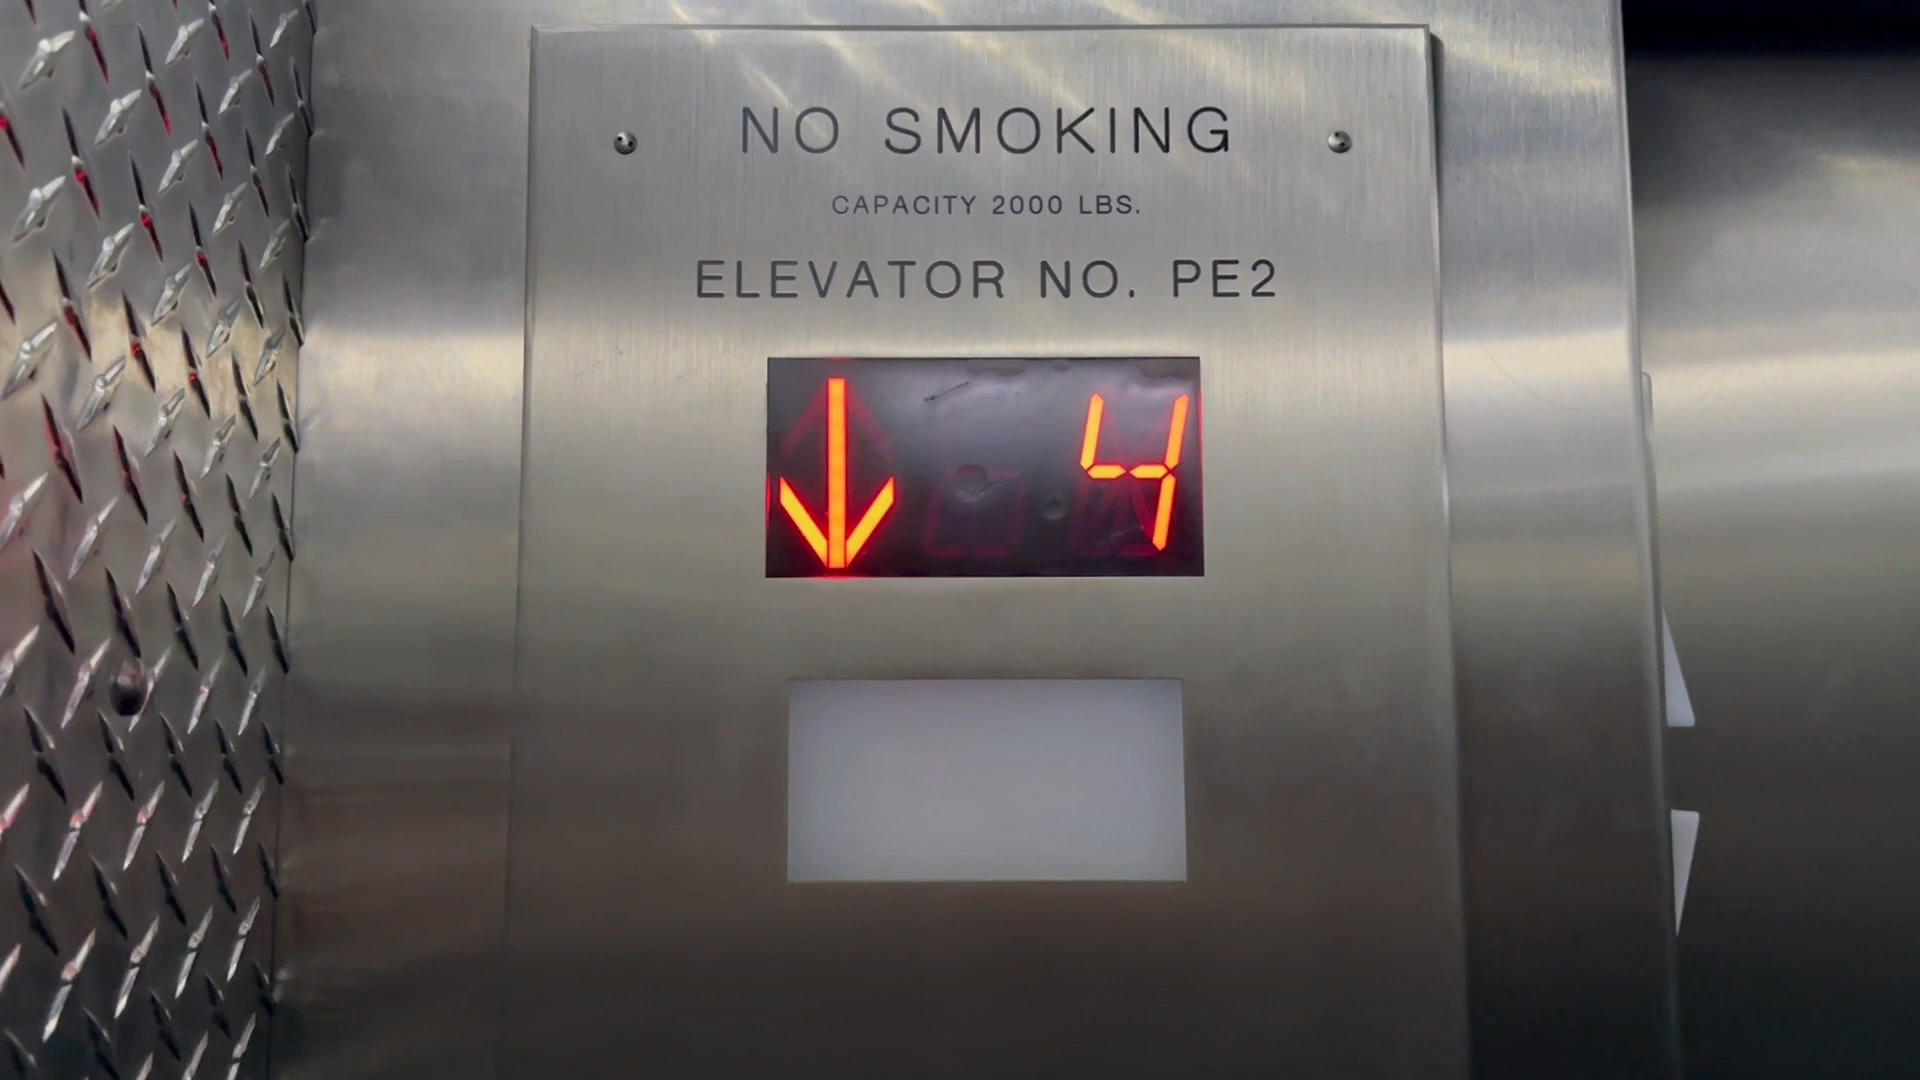 NO SMOKING
CAPACITY 2000 LBS.
ELEVATOR NO. PE2
↓ 4